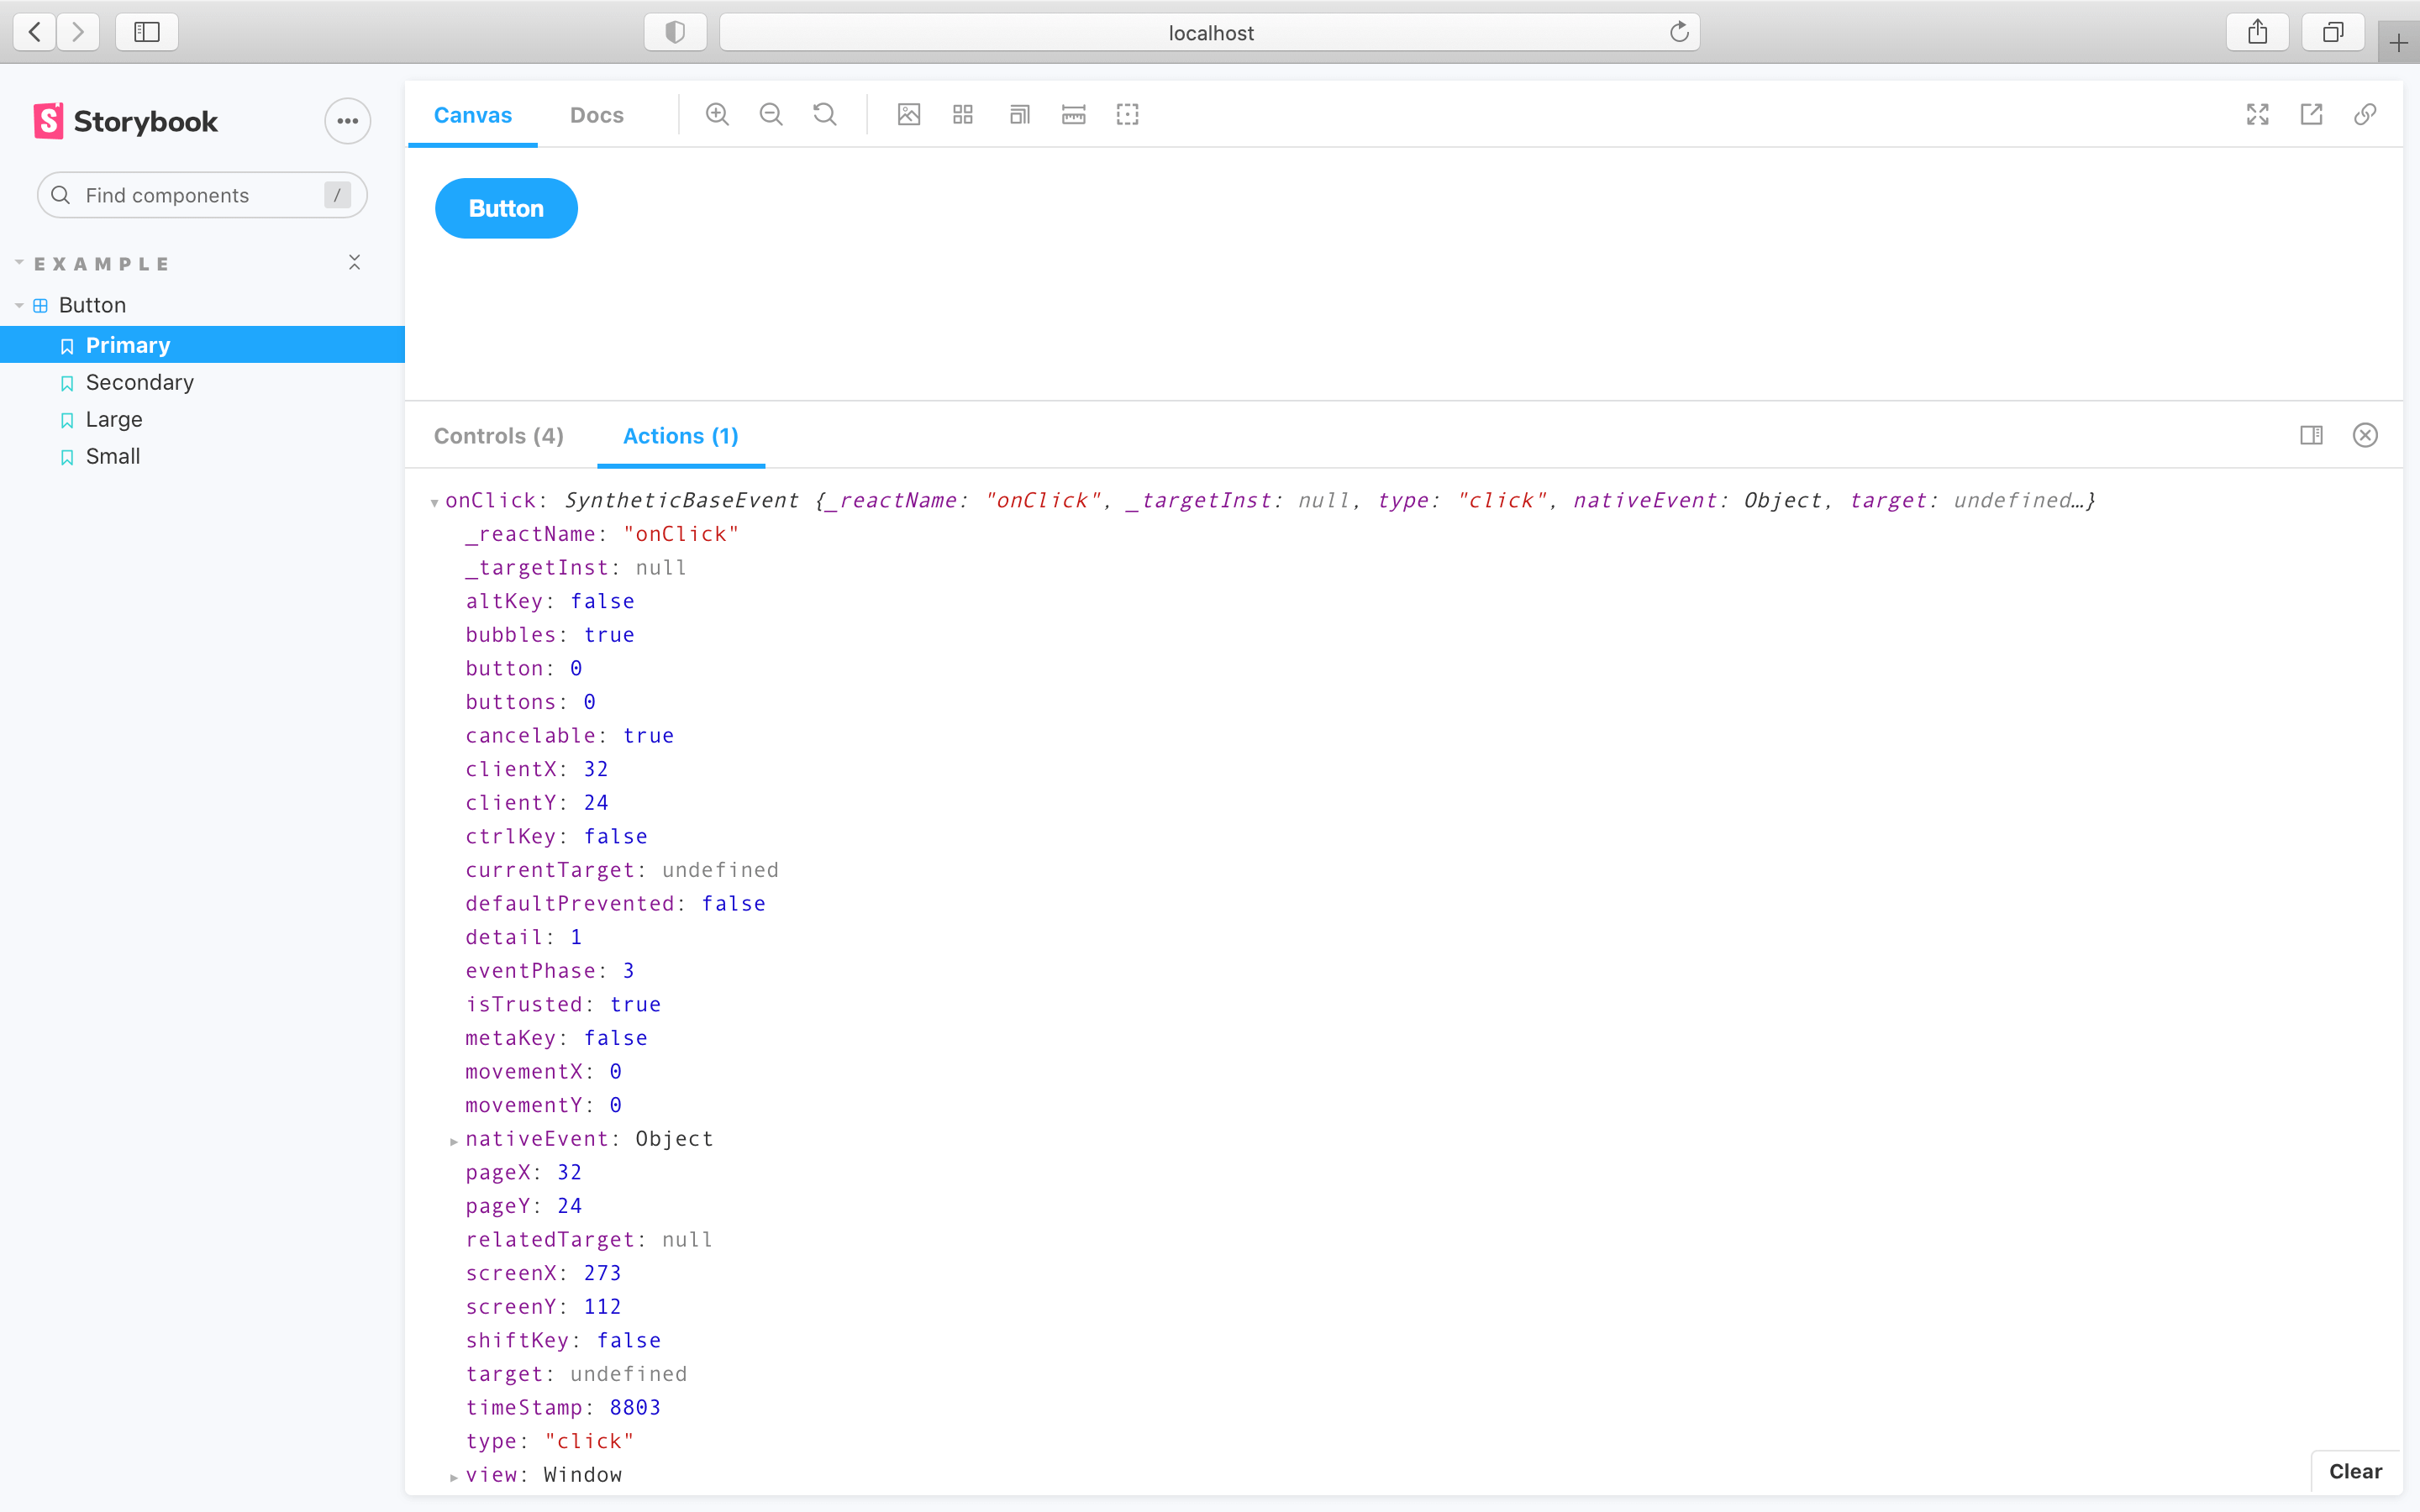 localhost
Storybook
Find components /
EXAMPLE
Button
Primary
Secondary
Large
Small
Canvas Docs
Button
Controls (4) Actions (1)
onClick: SyntheticBaseEvent {_reactName: "onClick", _targetInst: null, type: "click", nativeEvent: Object, target: undefined…}
_reactName: "onClick"
_targetInst: null
altKey: false
bubbles: true
button: 0
buttons: 0
cancelable: true
clientX: 32
clientY: 24
ctrlKey: false
currentTarget: undefined
defaultPrevented: false
detail: 1
eventPhase: 3
isTrusted: true
metaKey: false
movementX: 0
movementY: 0
nativeEvent: Object
pageX: 32
pageY: 24
relatedTarget: null
screenX: 273
screenY: 112
shiftKey: false
target: undefined
timeStamp: 8803
type: "click"
view: Window
Clear